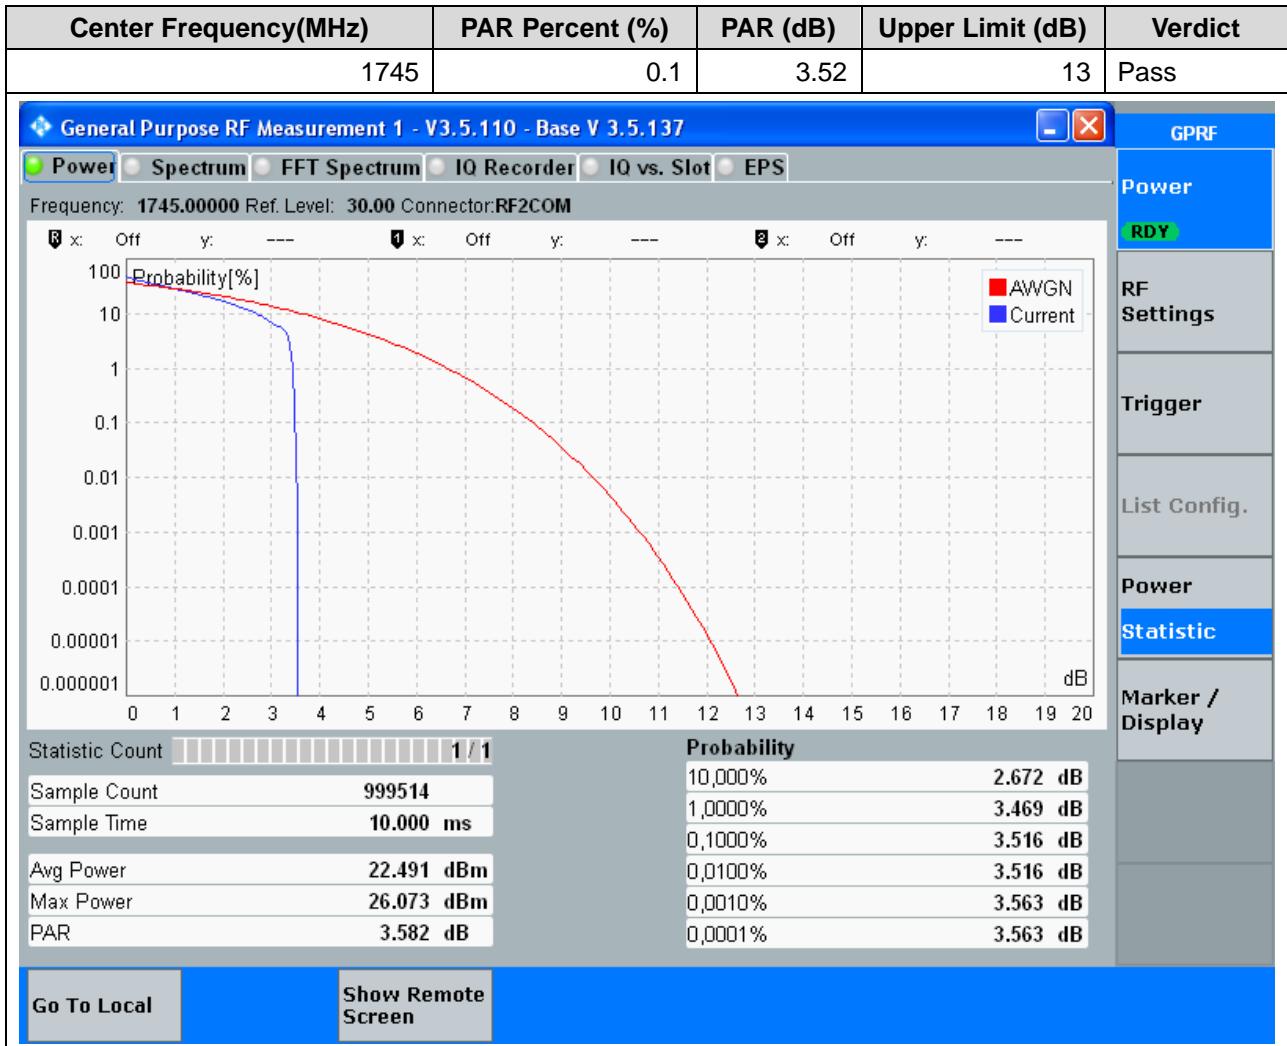 Center Frequency(MHz) PAR Percent (%) PAR (dB) Upper Limit (dB) Verdict
1745 0.1 3.52 13 Pass
General Purpose RF Measurement 1 - V3.5.110 - Base V 3.5.137
GPRF
Power Spectrum FFT Spectrum IQ Recorder IQ vs. Slot EPS
Power
RDY
Frequency: 1745.00000 Ref. Level: 30.00 Connector:RF2COM
R x: Off y: --- 1 x: Off y: --- 2 x: Off y: ---
Probability[%]
AWGN
Current
100
10
1
0.1
0.01
0.001
0.0001
0.00001
0.000001
dB
0 1 2 3 4 5 6 7 8 9 10 11 12 13 14 15 16 17 18 19 20
RF
Settings
Trigger
List Config.
Power
Statistic
Marker /
Display
Statistic Count 1 / 1
Sample Count 999514
Sample Time 10.000 ms
Avg Power 22.491 dBm
Max Power 26.073 dBm
PAR 3.582 dB
Probability
10,000% 2.672 dB
1,0000% 3.469 dB
0,1000% 3.516 dB
0,0100% 3.516 dB
0,0010% 3.563 dB
0,0001% 3.563 dB
Go To Local
Show Remote
Screen